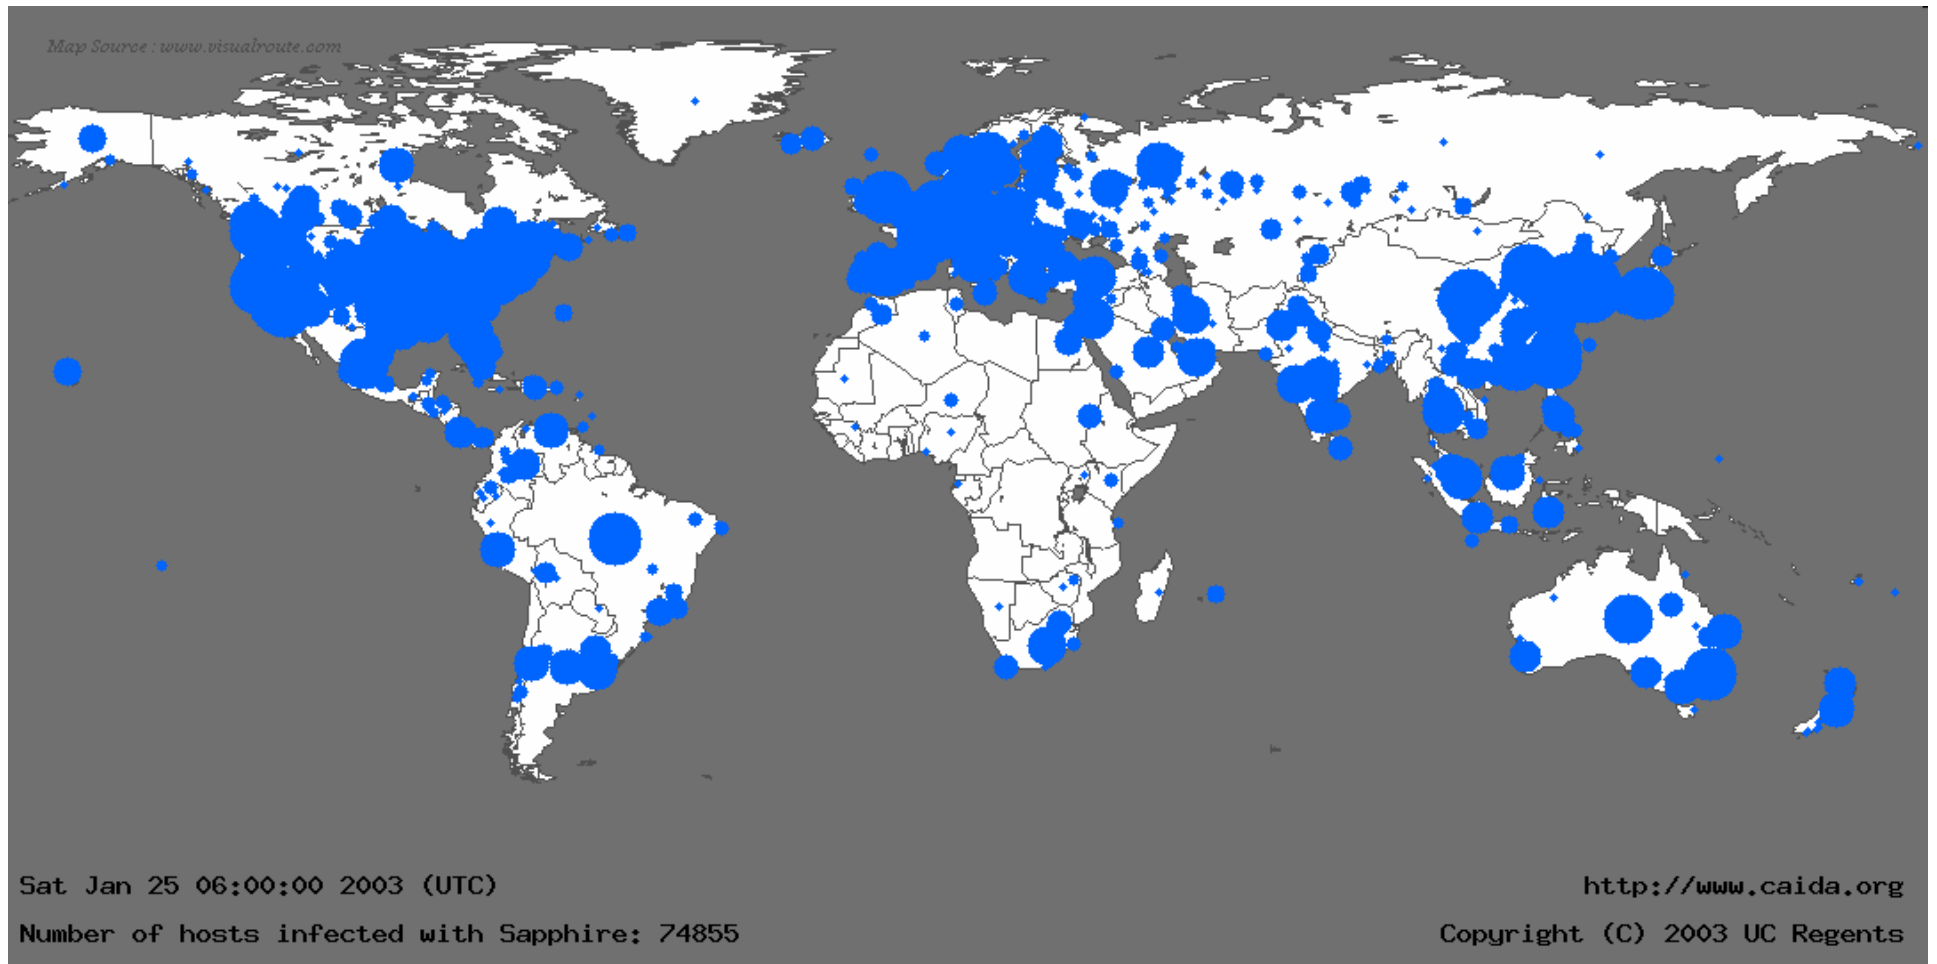 Map Source : www.visualroute.com
Sat Jan 25 06:00:00 2003 (UTC)
http://www.caida.org
Number of hosts infected with Sapphire: 74855
Copyright (C) 2003 UC Regents